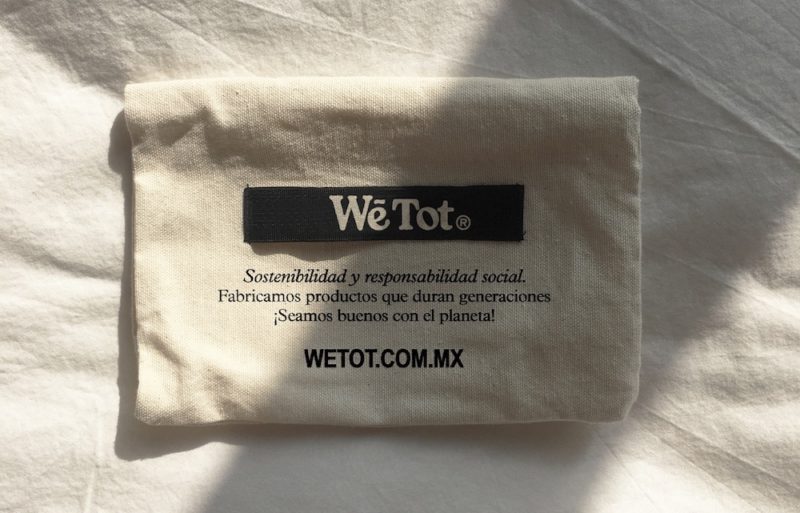 Wē Tot®
Sostenibilidad y responsabilidad social.
Fabricamos productos que duran generaciones
¡Seamos buenos con el planeta!
WETOT.COM.MX